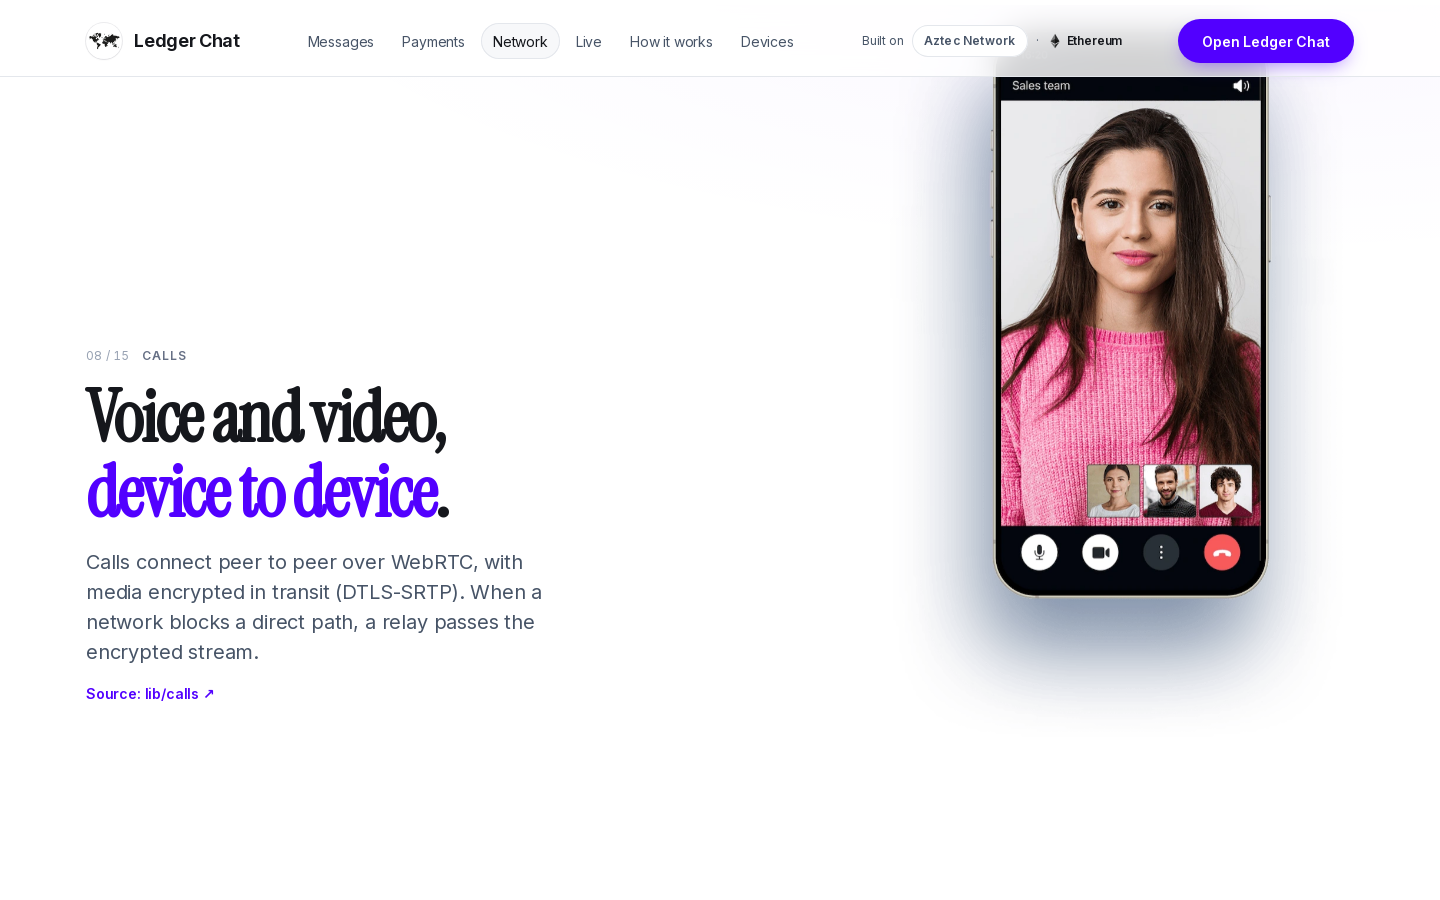 Ledger Chat
Messages
Payments
Network
Live
How it works
Devices
Built on
Aztec Network
·
Ethereum
Open Ledger Chat
Sales team
08 / 15 CALLS
Voice and video,
device to device.
Calls connect peer to peer over WebRTC, with
media encrypted in transit (DTLS-SRTP). When a
network blocks a direct path, a relay passes the
encrypted stream.
Source: lib/calls ↗